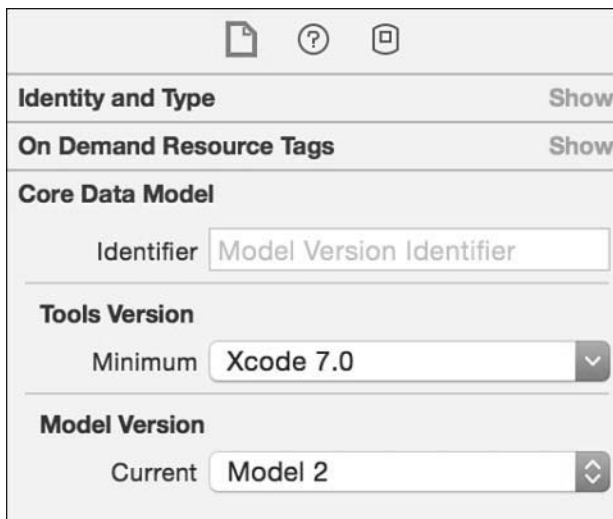 Identity and Type Show
On Demand Resource Tags Show
Core Data Model
Identifier Model Version Identifier
Tools Version
Minimum Xcode 7.0
Model Version
Current Model 2